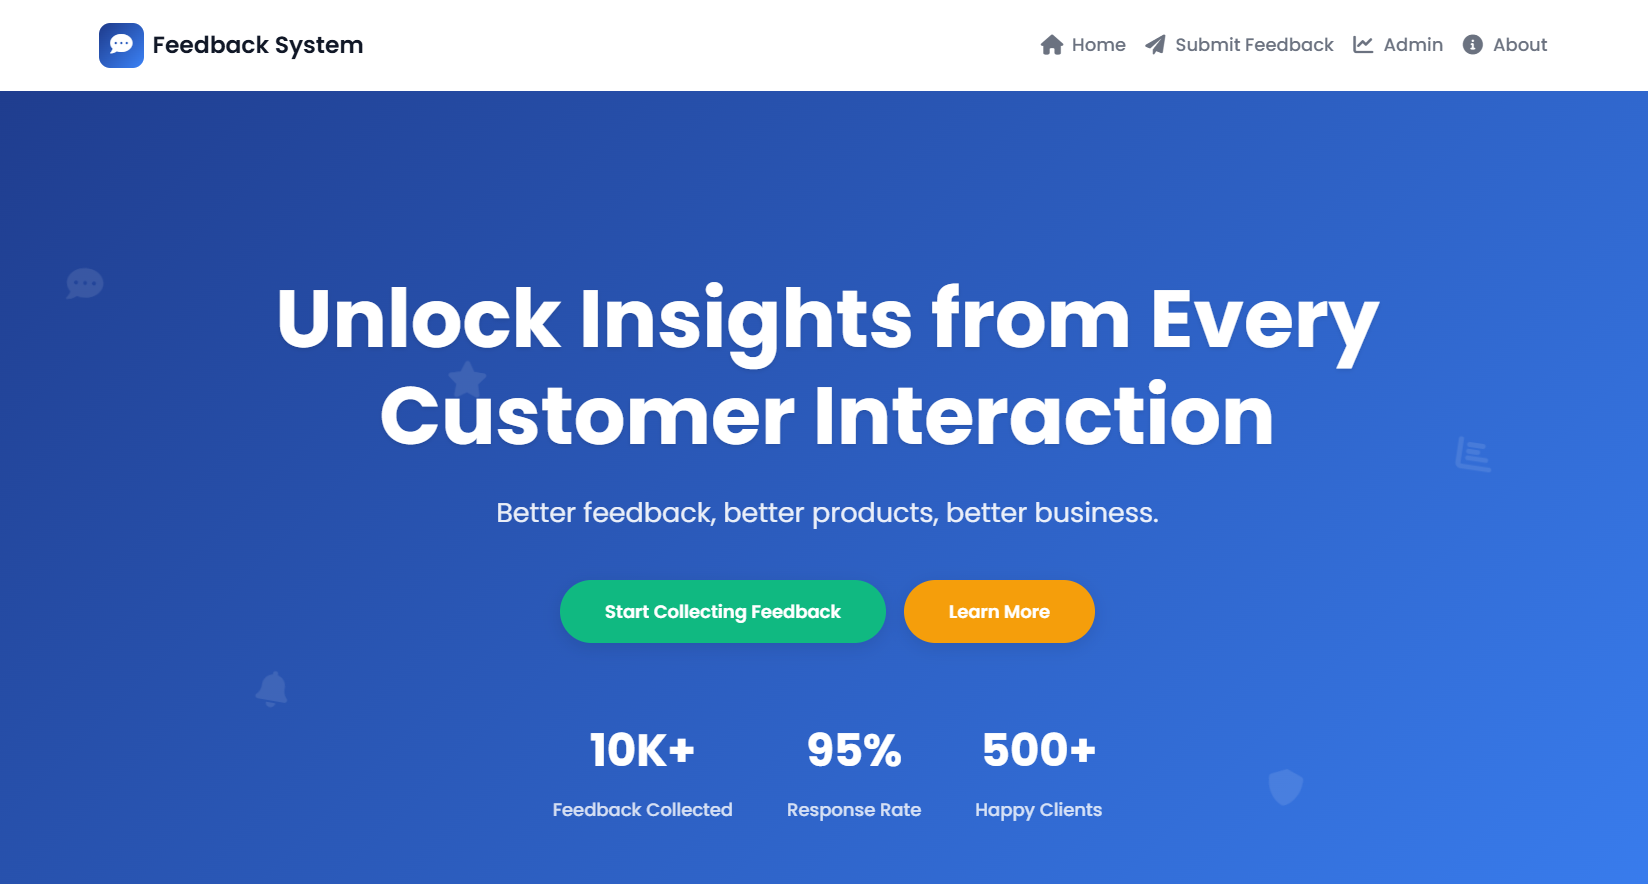 Feedback System
Home
Submit Feedback
Admin
About
Unlock Insights from Every
Customer Interaction
Better feedback, better products, better business.
Start Collecting Feedback
Learn More
10K+
95%
500+
Feedback Collected
Response Rate
Happy Clients